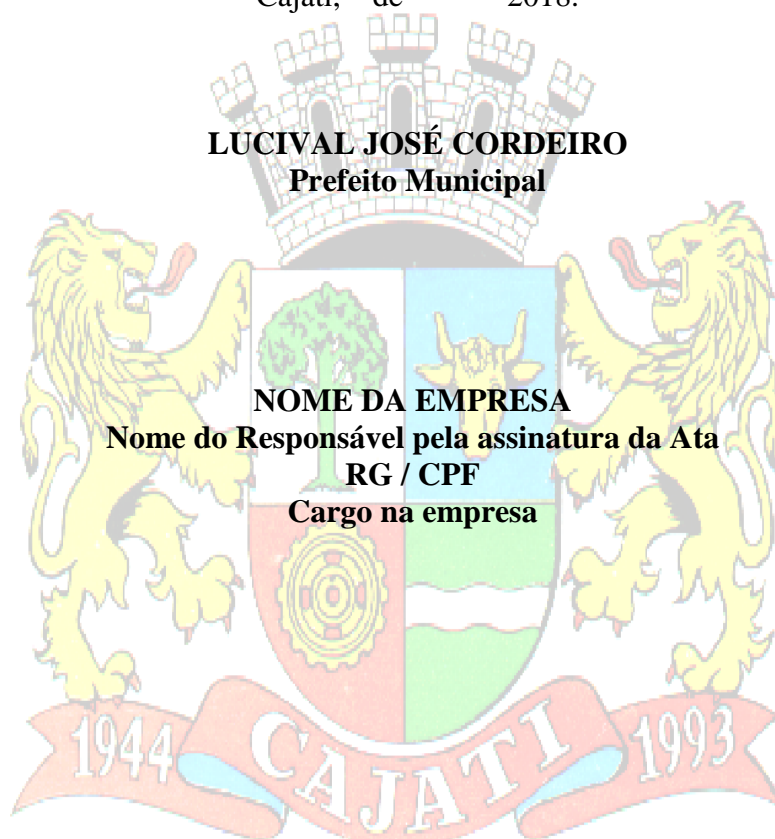 Cajati, de 2018.
LUCIVAL JOSÉ CORDEIRO
Prefeito Municipal
NOME DA EMPRESA
Nome do Responsável pela assinatura da Ata
RG / CPF
Cargo na empresa
1944 CAJATI 1993